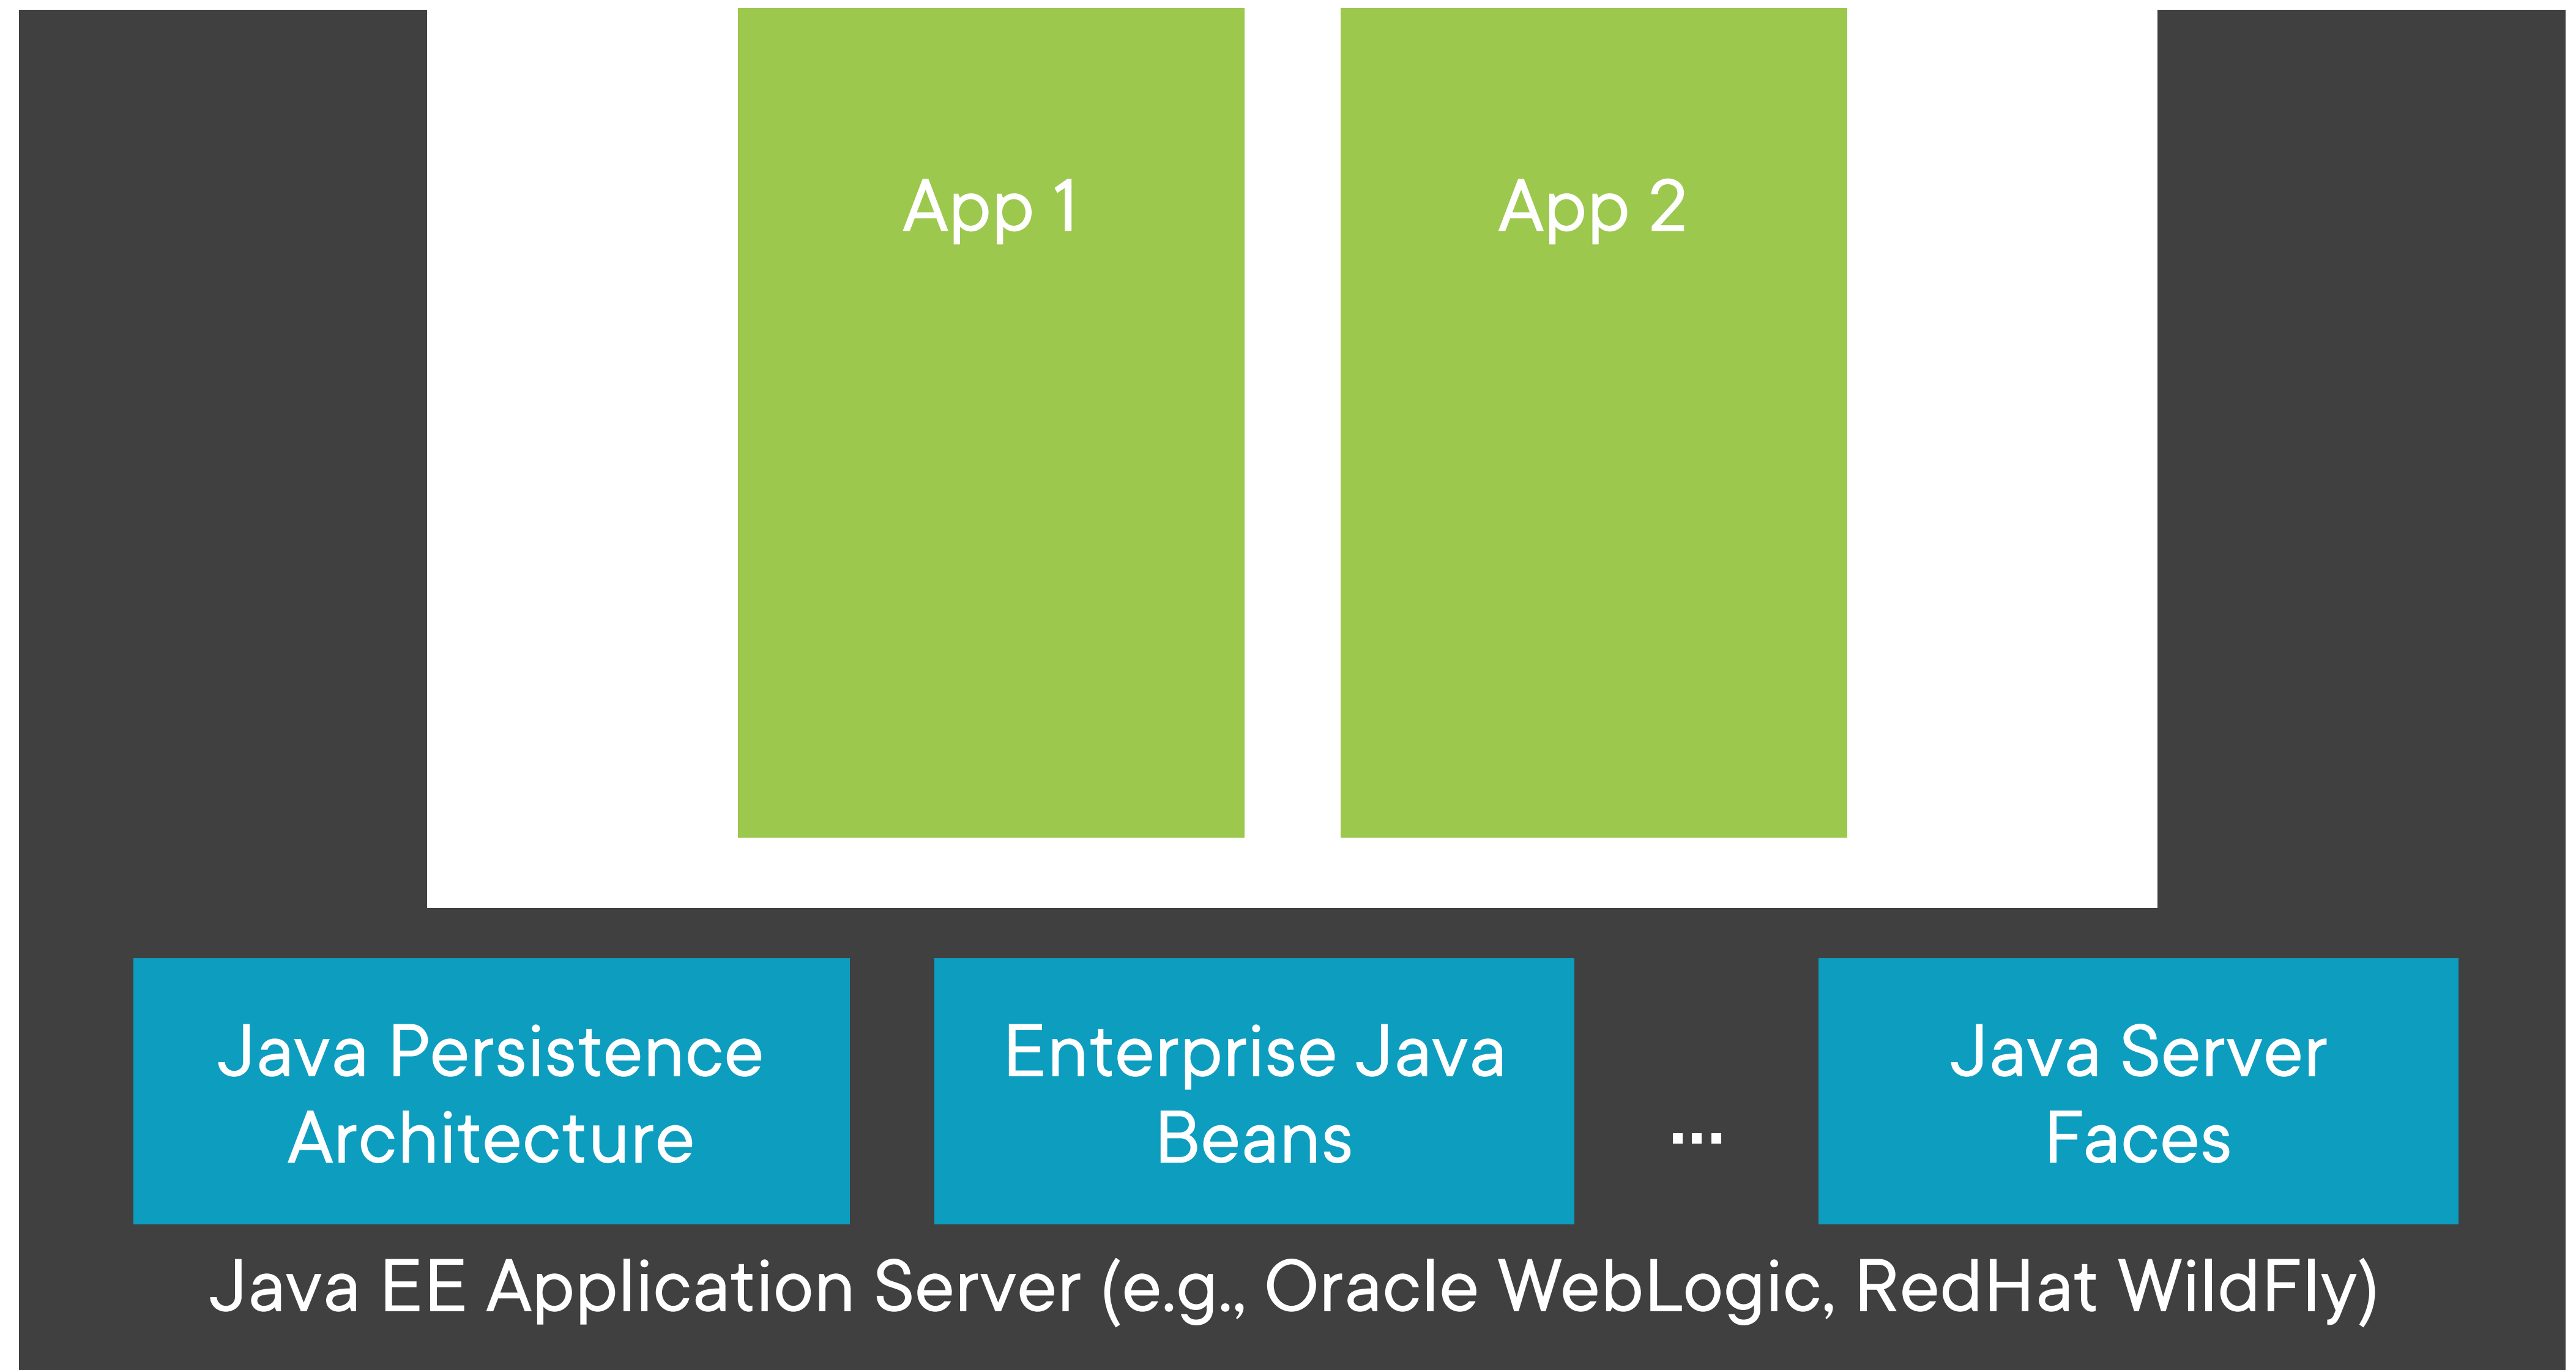 App 1
App 2
Java Persistence
Architecture
Enterprise Java
Beans
...
Java Server
Faces
Java EE Application Server (e.g., Oracle WebLogic, RedHat WildFly)